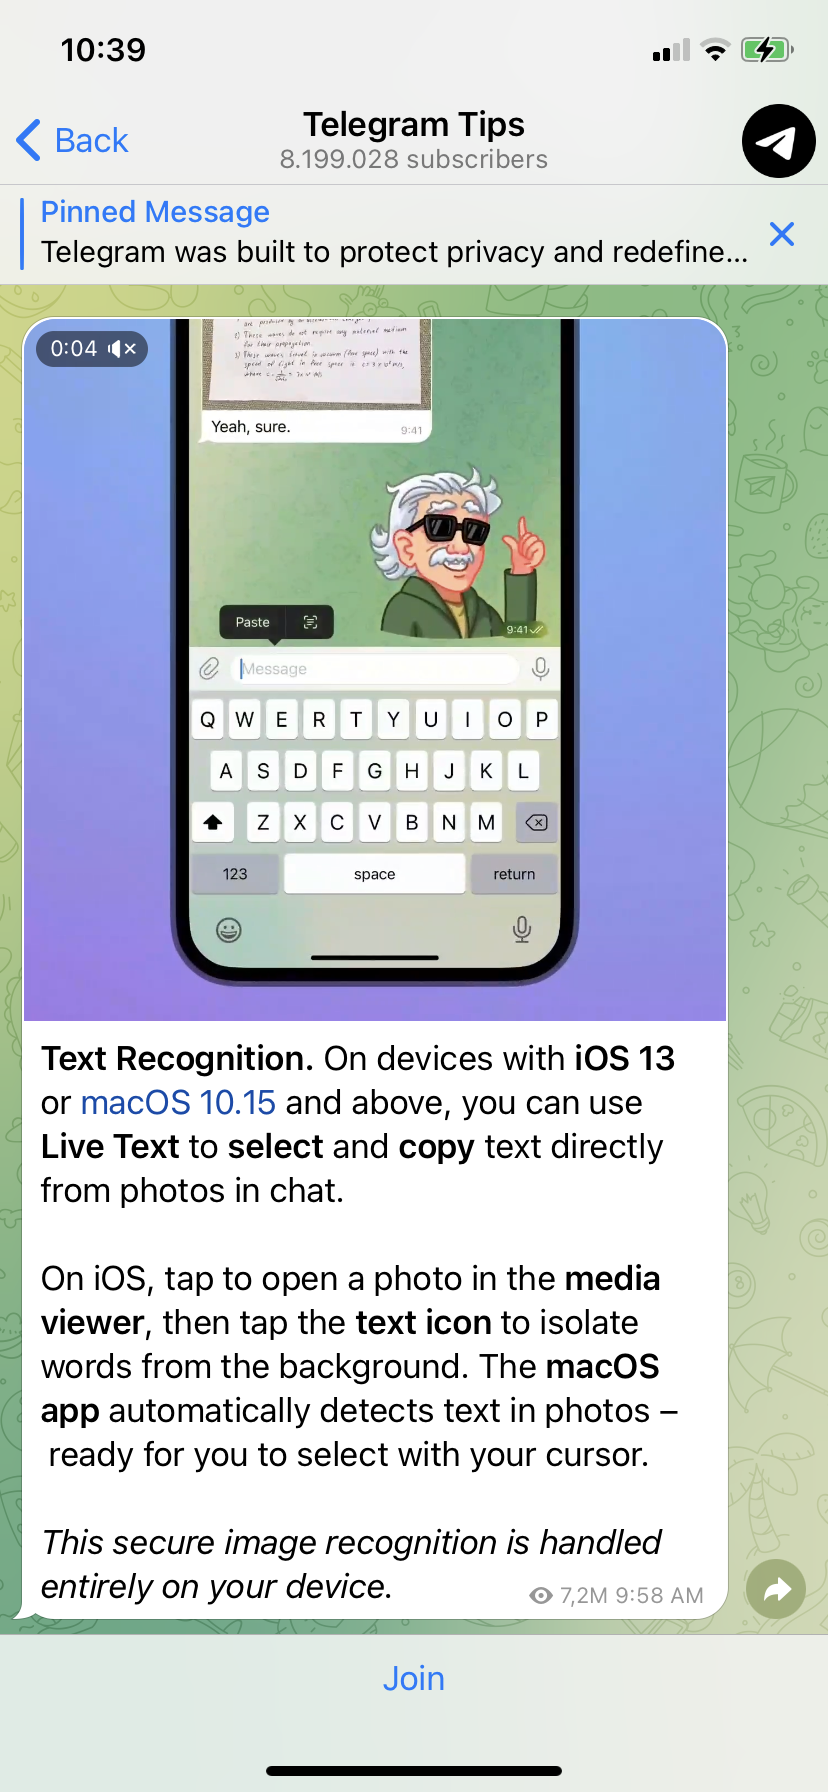 10:39
Back
Telegram Tips
8.199.028 subscribers
Pinned Message
Telegram was built to protect privacy and redefine...
0:04
2) These waves do not require any material medium
for their propagation.
3) These waves travel in vacuum (free space) with the
speed of light in free space is
where
Yeah, sure.
9:41
Paste
9:41
Message
Q W E R T Y U I O P
A S D F G H J K L
Z X C V B N M
123 space return
Text Recognition. On devices with iOS 13
or macOS 10.15 and above, you can use
Live Text to select and copy text directly
from photos in chat.
On iOS, tap to open a photo in the media
viewer, then tap the text icon to isolate
words from the background. The macOS
app automatically detects text in photos –
ready for you to select with your cursor.
This secure image recognition is handled
entirely on your device.
7,2M 9:58 AM
Join